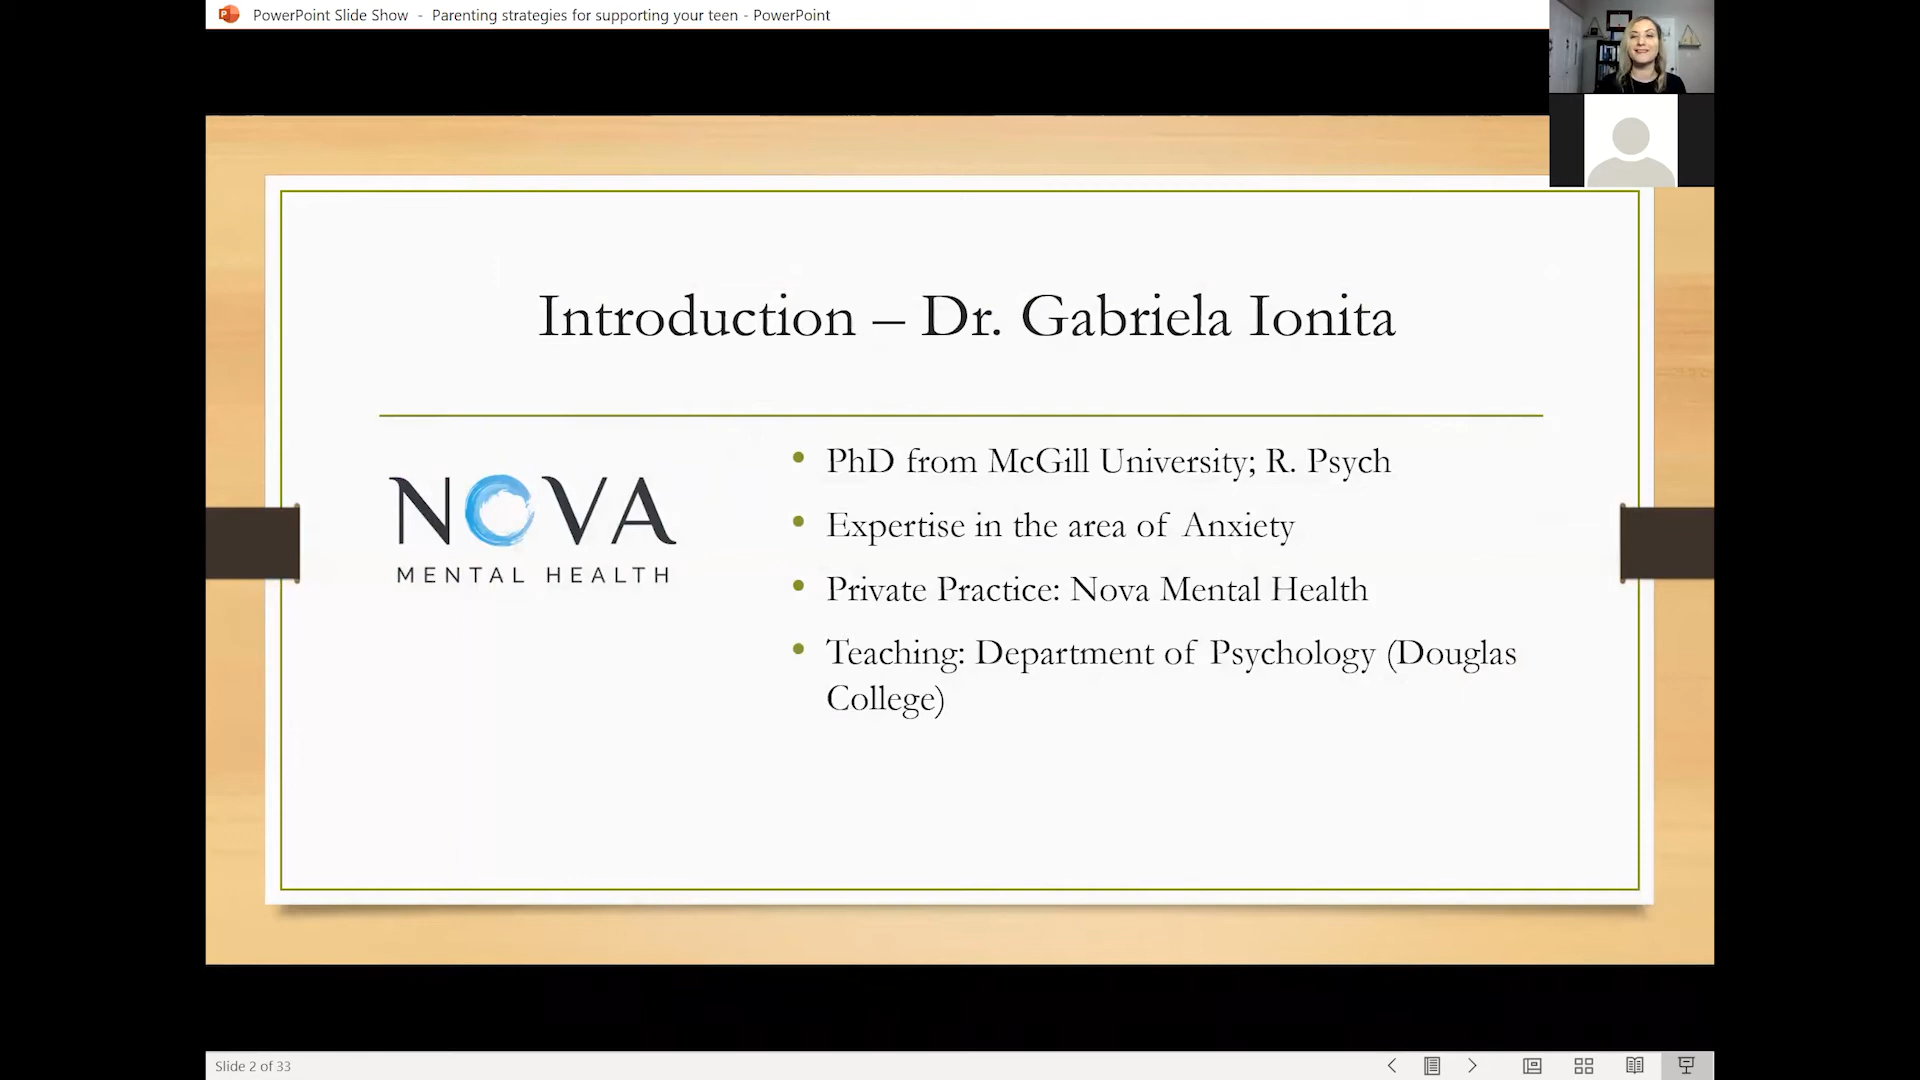 PowerPoint Slide Show - Parenting strategies for supporting your teen - PowerPoint
Introduction – Dr. Gabriela Ionita
NOVA
MENTAL HEALTH
• PhD from McGill University; R. Psych
• Expertise in the area of Anxiety
• Private Practice: Nova Mental Health
• Teaching: Department of Psychology (Douglas
College)
Slide 2 of 33